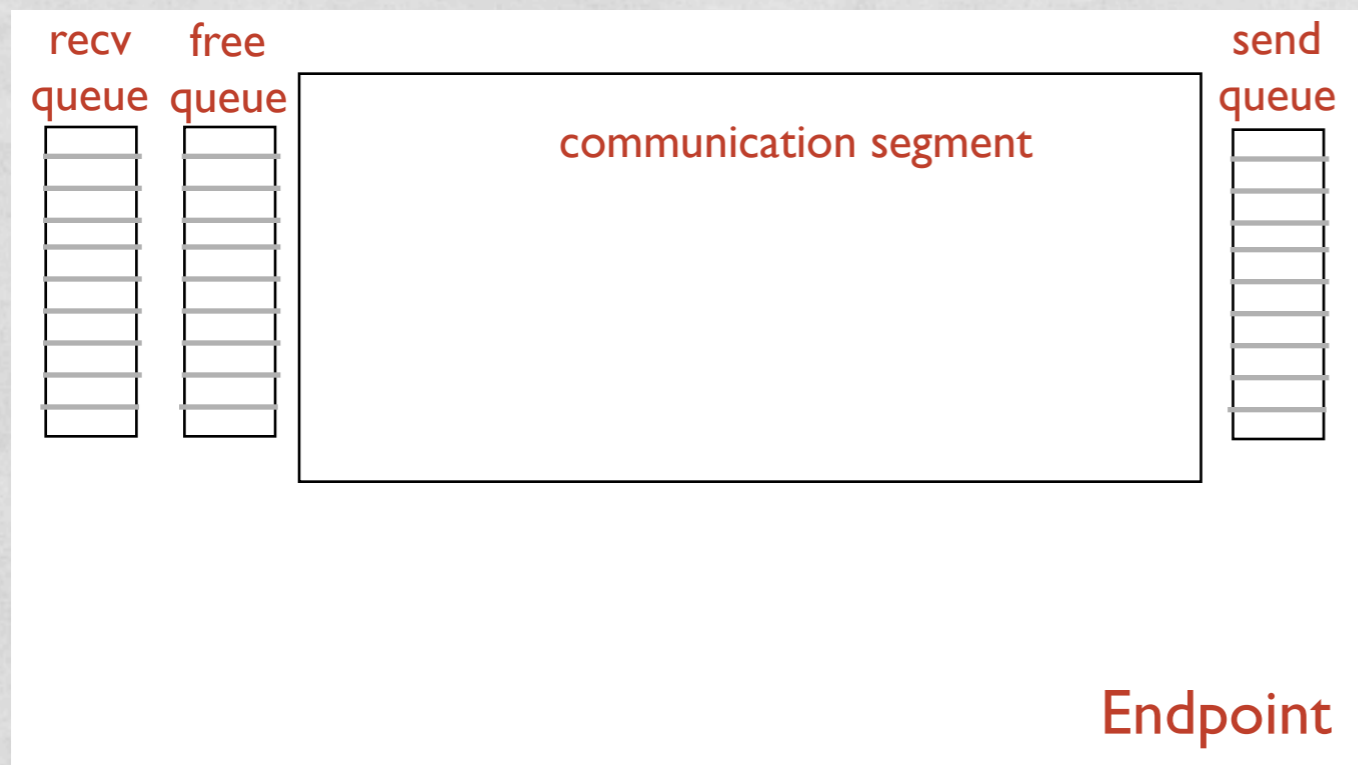 recv
queue
free
queue
communication segment
send
queue
Endpoint